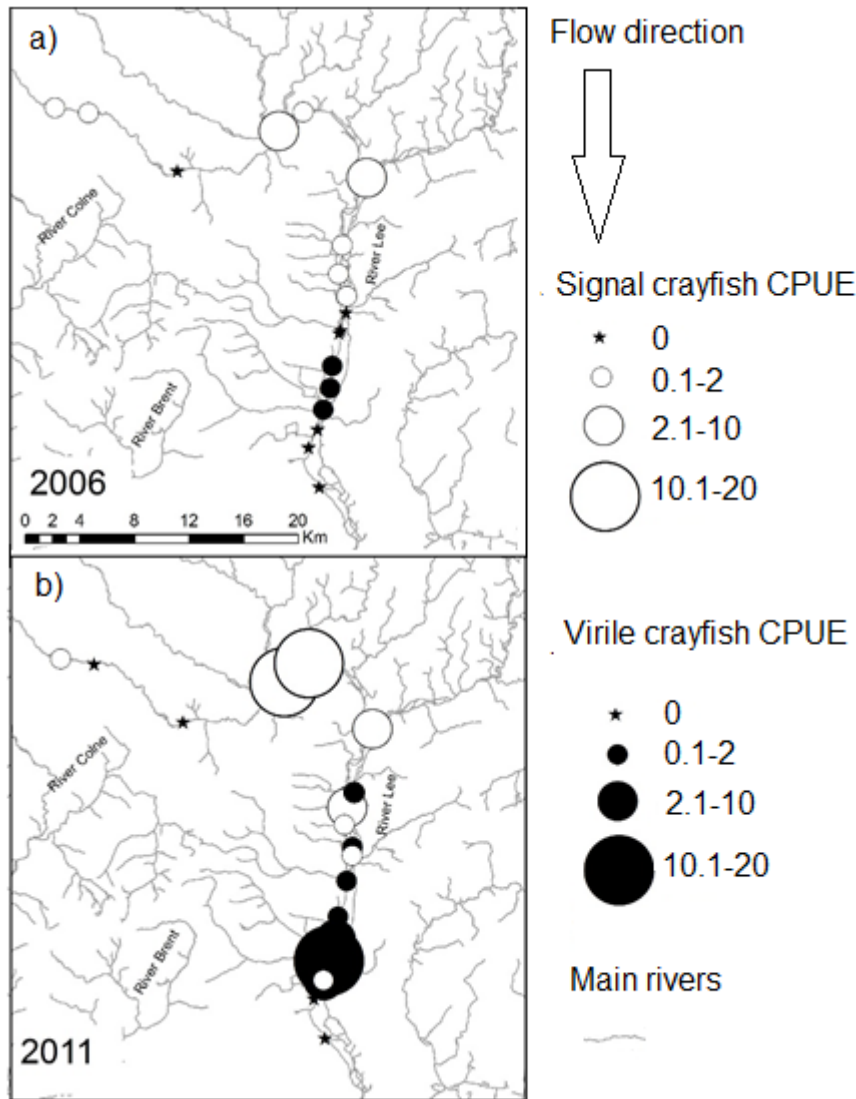 a)
River Colne
River Lee
River Brent
2006
0 2 4 8 12 16 20
Km
b)
River Colne
River Lee
River Brent
2011
Flow direction
Signal crayfish CPUE
0
0.1-2
2.1-10
10.1-20
Virile crayfish CPUE
0
0.1-2
2.1-10
10.1-20
Main rivers